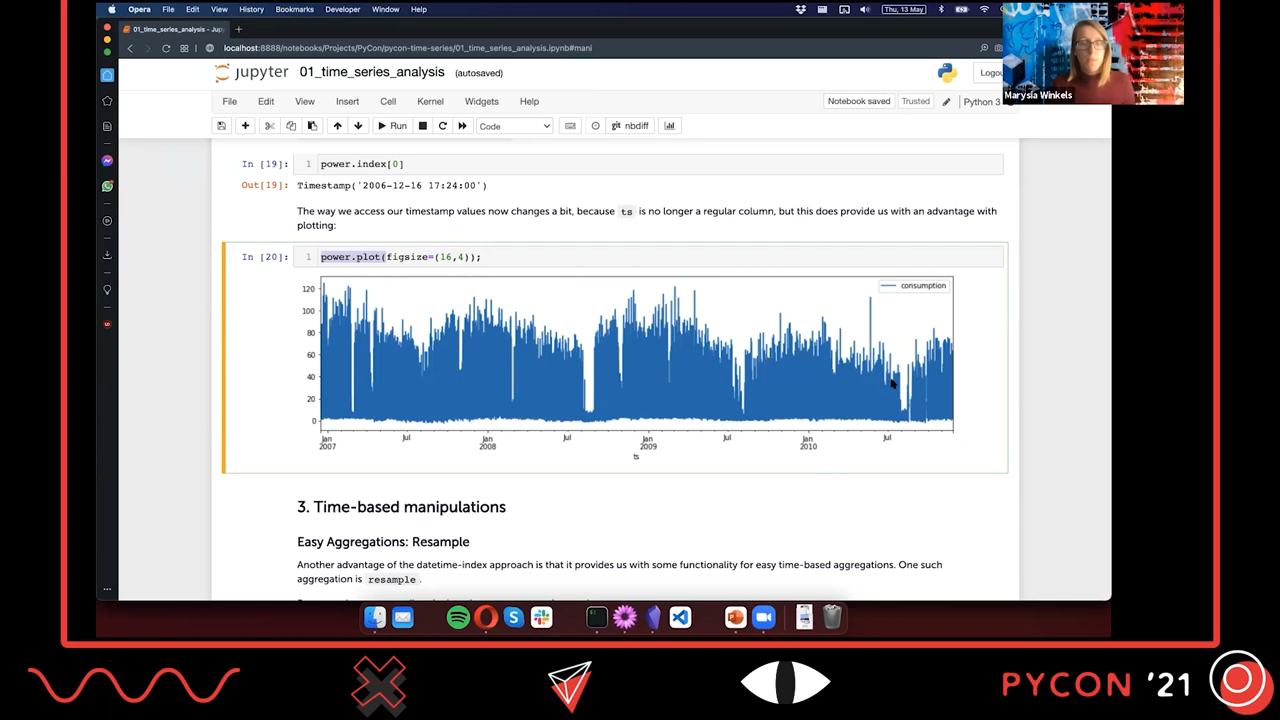 Opera File Edit View History Bookmarks Developer Window Help
Thu, 13 May
01_time_series_analysis - Jupy
localhost:8888/notebooks/Projects/PyCon/pycon-time-series/01_time_series_analysis.ipynb#mani
Marysia Winkels
jupyter 01_time_series_analysis (autosaved)
Logou
File Edit View Insert Cell Kernel Widgets Help
Notebook saved Trusted Python 3
Run Code git nbdiff
In [19]: 1 power.index[0]
Out[19]: Timestamp('2006-12-16 17:24:00')
The way we access our timestamp values now changes a bit, because ts is no longer a regular column, but this does provide us with an advantage with
plotting:
In [20]: 1 power.plot(figsize=(16,4));
consumption
120
100
80
60
40
20
0
Jan Jul Jan Jul Jan Jul Jan Jul
2007 2008 2009 2010
ts
3. Time-based manipulations
Easy Aggregations: Resample
Another advantage of the datetime-index approach is that it provides us with some functionality for easy time-based aggregations. One such
aggregation is resample .
PYCON '21